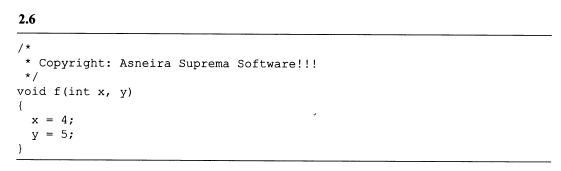 2.6
/*
 * Copyright: Asneira Suprema Software!!!
 */
void f(int x, y)
{
  x = 4;
  y = 5;
}